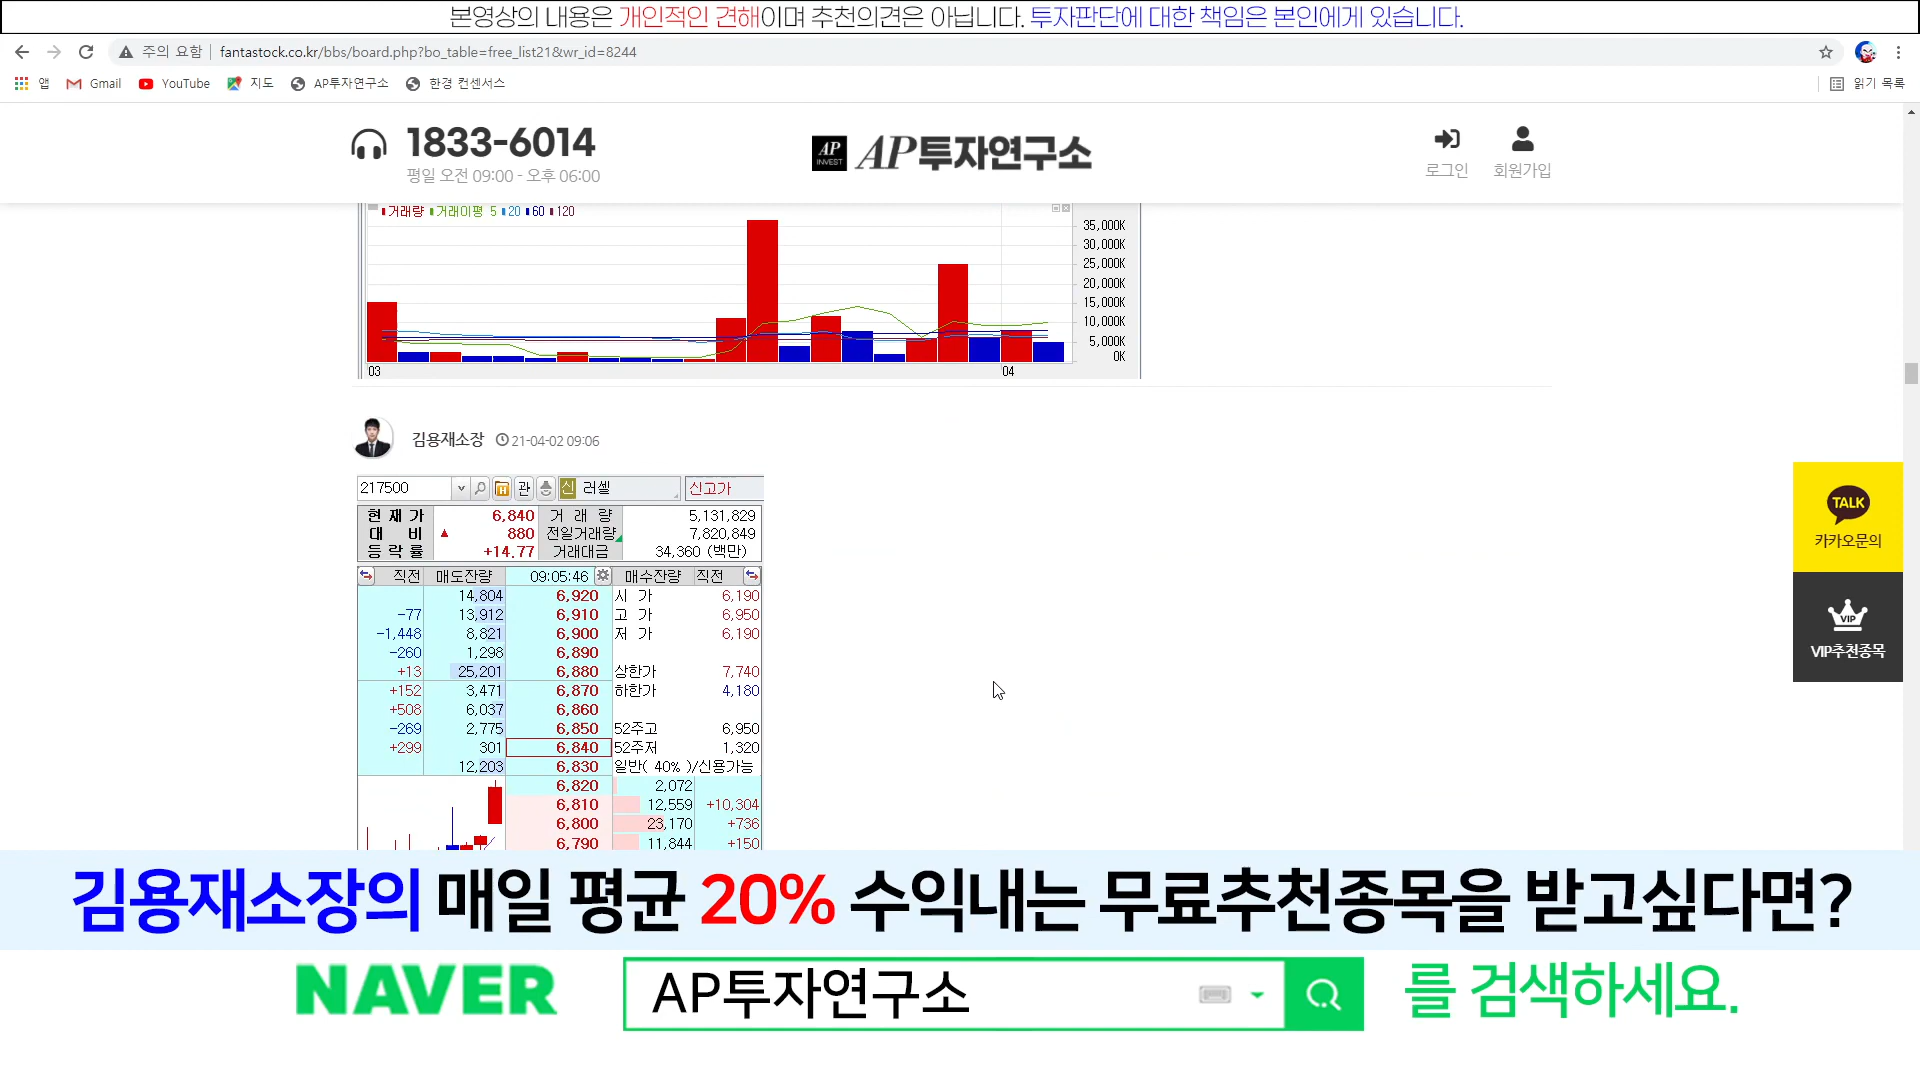 본영상의 내용은 개인적인 견해이며 추천의견은 아닙니다. 투자판단에 대한 책임은 본인에게 있습니다.
주의 요함 fantastock.co.kr/bbs/board.php?bo_table=free_list21&wr_id=8244
앱 Gmail YouTube 지도 AP투자연구소 한경 컨센서스 읽기 목록
1833-6014
평일 오전 09:00 - 오후 06:00
AP INVEST AP투자연구소
로그인 회원가입
거래량 거래이평 5 20 60 120
35,000K
30,000K
25,000K
20,000K
15,000K
10,000K
5,000K
0K
03 04
김용재소장 21-04-02 09:06
217500 관 신 러셀 신고가
현재가 6,840 거래량 5,131,829
대비 ▲ 880 전일거래량 7,820,849
등락률 +14.77 거래대금 34,360 (백만)
직전 매도잔량 09:05:46 매수잔량 직전
14,804 6,920 시가 6,190
-77 13,912 6,910 고가 6,950
-1,448 8,821 6,900 저가 6,190
-260 1,298 6,890
+13 25,201 6,880 상한가 7,740
+152 3,471 6,870 하한가 4,180
+508 6,037 6,860
-269 2,775 6,850 52주고 6,950
+299 301 6,840 52주저 1,320
12,203 6,830 일반( 40% )/신용가능
6,820 2,072
6,810 12,559 +10,304
6,800 23,170 +736
6,790 11,844 +150
TALK
카카오문의
VIP
VIP추천종목
김용재소장의 매일 평균 20% 수익내는 무료추천종목을 받고싶다면?
NAVER AP투자연구소 를 검색하세요.